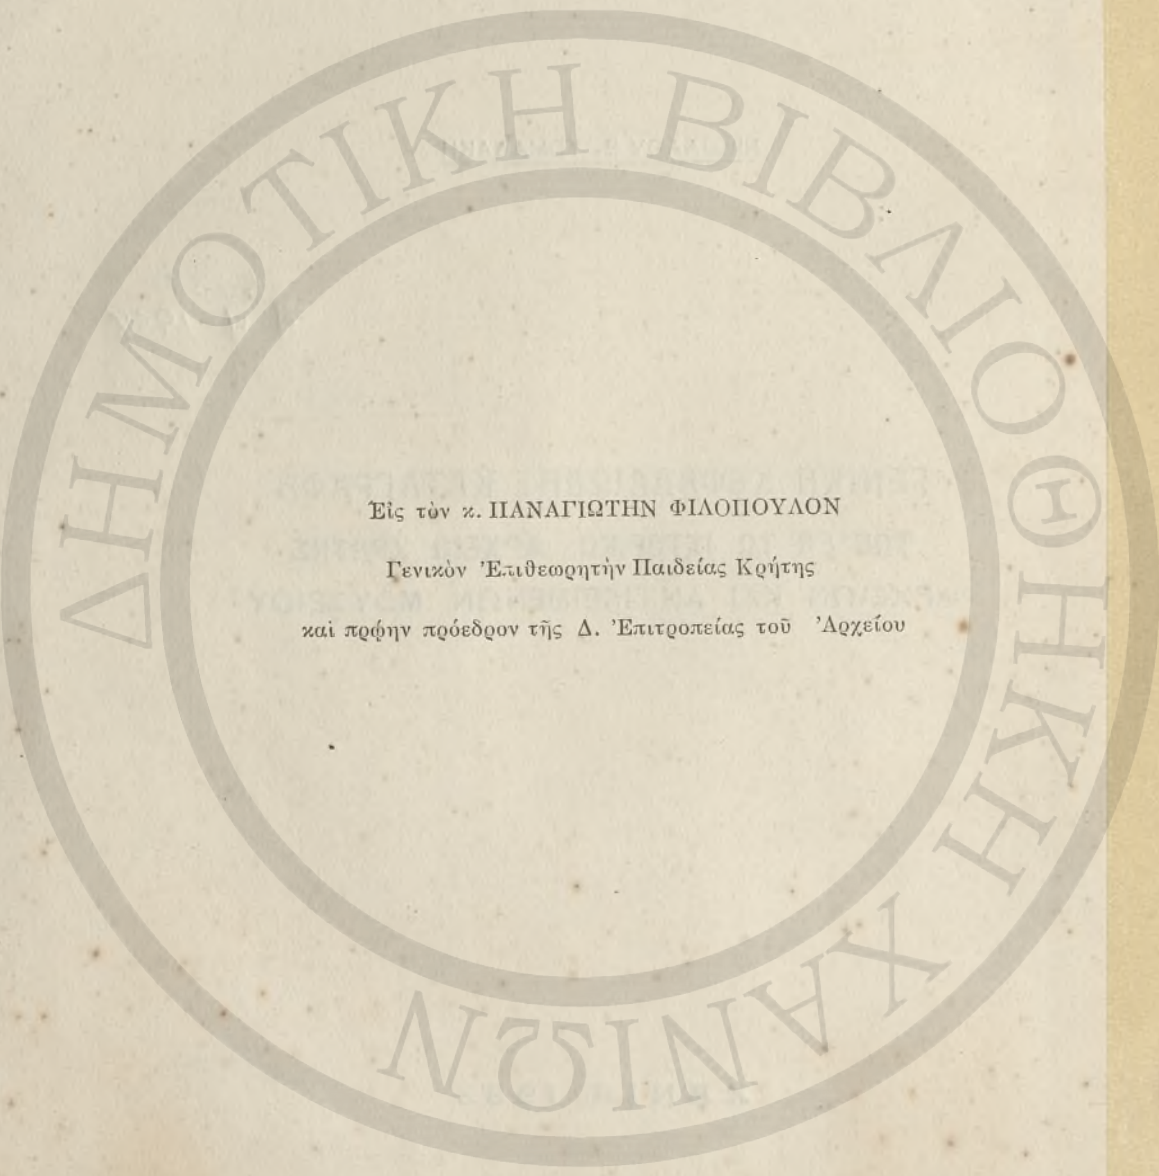 Εἰς τὸν κ. ΠΑΝΑΓΙΩΤΗΝ ΦΙΛΟΠΟΥΛΟΝ
Γενικὸν Ἐπιθεωρητὴν Παιδείας Κρήτης
καὶ πρῴην πρόεδρον τῆς Δ. Ἐπιτροπείας τοῦ Ἀρχείου
ΔΗΜΟΤΙΚΗ ΒΙΒΛΙΟΘΗΚΗ ΧΑΝΙΩΝ